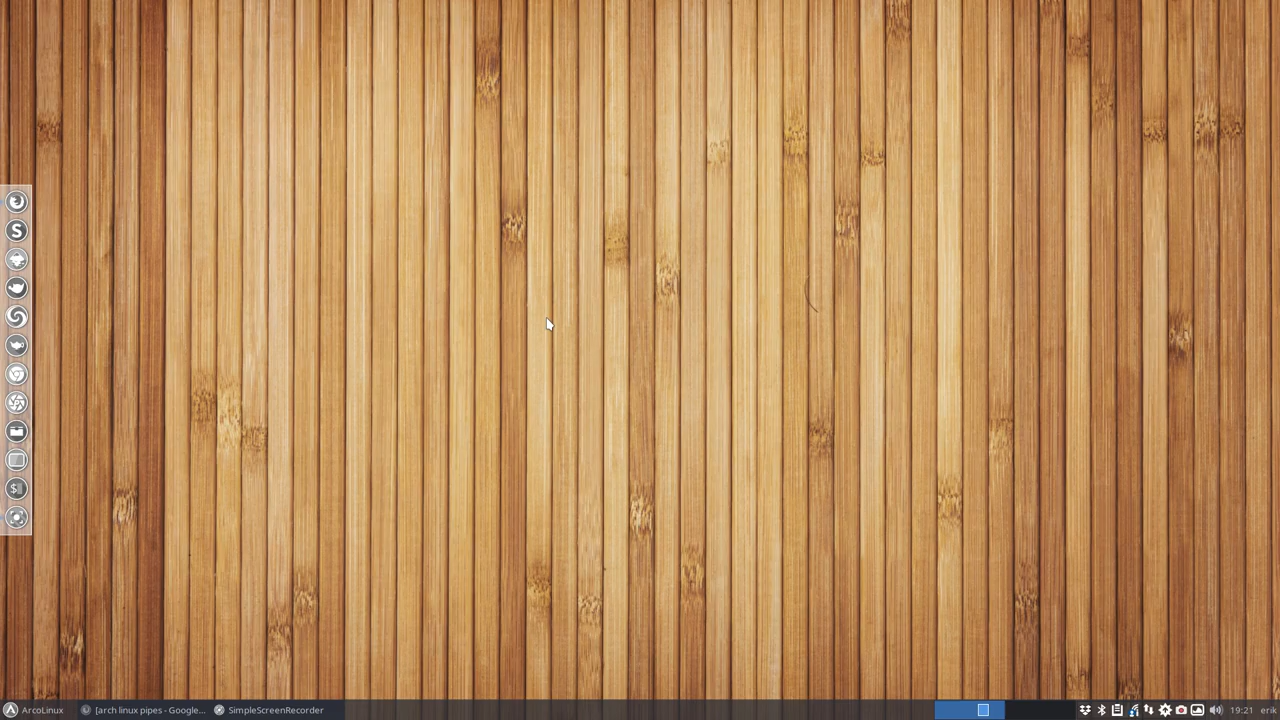 S
$
ArcoLinux
[arch linux pipes - Google...
SimpleScreenRecorder
19:21
erik